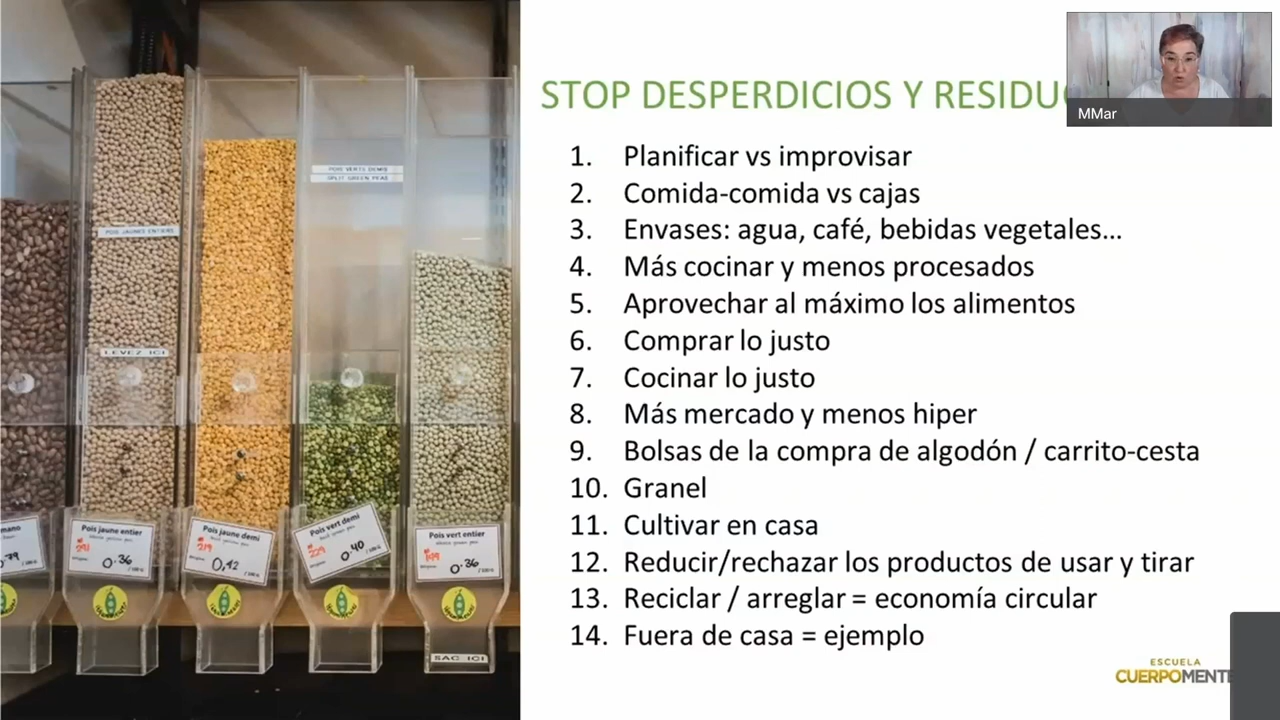 STOP DESPERDICIOS Y RESIDU
MMar
1. Planificar vs improvisar
2. Comida-comida vs cajas
3. Envases: agua, café, bebidas vegetales...
4. Más cocinar y menos procesados
5. Aprovechar al máximo los alimentos
6. Comprar lo justo
7. Cocinar lo justo
8. Más mercado y menos hiper
9. Bolsas de la compra de algodón / carrito-cesta
10. Granel
11. Cultivar en casa
12. Reducir/rechazar los productos de usar y tirar
13. Reciclar / arreglar = economía circular
14. Fuera de casa = ejemplo
ESCUELA
CUERPOMENTE
POIS VERTS DEMIS
SPLIT GREEN PEAS
POIS JAUNES ENTIERS
LEVEZ ICI
Pois jaune entier
291
0.36
Pois jaune demi
219
0,42
Pois vert demi
229
0.40
Pois vert entier
199
0.36
SAC ICI